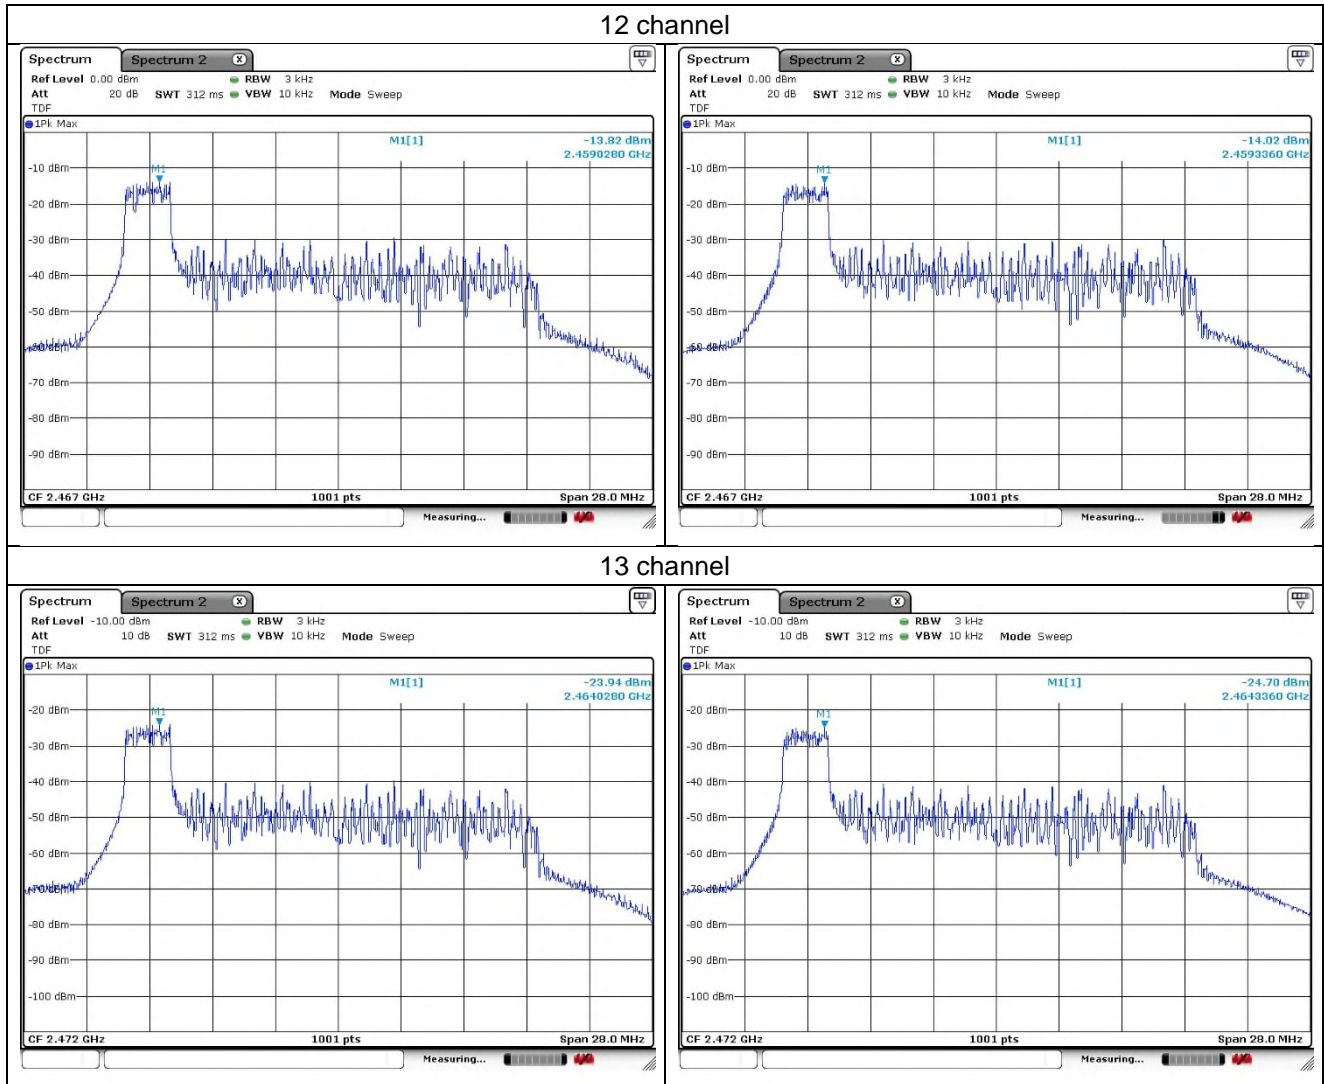 12 channel
Spectrum Spectrum 2 X
Ref Level 0.00 dBm RBW 3 kHz
Att 20 dB SWT 312 ms VBW 10 kHz Mode Sweep
TDF
1Pk Max
M1[1] -13.82 dBm
2.4590280 GHz
M1
-10 dBm
-20 dBm
-30 dBm
-40 dBm
-50 dBm
-60 dBm
-70 dBm
-80 dBm
-90 dBm
CF 2.467 GHz 1001 pts Span 28.0 MHz
Measuring...
Spectrum Spectrum 2 X
Ref Level 0.00 dBm RBW 3 kHz
Att 20 dB SWT 312 ms VBW 10 kHz Mode Sweep
TDF
1Pk Max
M1[1] -14.02 dBm
2.4593360 GHz
M1
-10 dBm
-20 dBm
-30 dBm
-40 dBm
-50 dBm
-60 dBm
-70 dBm
-80 dBm
-90 dBm
CF 2.467 GHz 1001 pts Span 28.0 MHz
Measuring...
13 channel
Spectrum Spectrum 2 X
Ref Level -10.00 dBm RBW 3 kHz
Att 10 dB SWT 312 ms VBW 10 kHz Mode Sweep
TDF
1Pk Max
M1[1] -23.94 dBm
2.4640280 GHz
M1
-20 dBm
-30 dBm
-40 dBm
-50 dBm
-60 dBm
-70 dBm
-80 dBm
-90 dBm
-100 dBm
CF 2.472 GHz 1001 pts Span 28.0 MHz
Measuring...
Spectrum Spectrum 2 X
Ref Level -10.00 dBm RBW 3 kHz
Att 10 dB SWT 312 ms VBW 10 kHz Mode Sweep
TDF
1Pk Max
M1[1] -24.70 dBm
2.4643360 GHz
M1
-20 dBm
-30 dBm
-40 dBm
-50 dBm
-60 dBm
-70 dBm
-80 dBm
-90 dBm
-100 dBm
CF 2.472 GHz 1001 pts Span 28.0 MHz
Measuring...